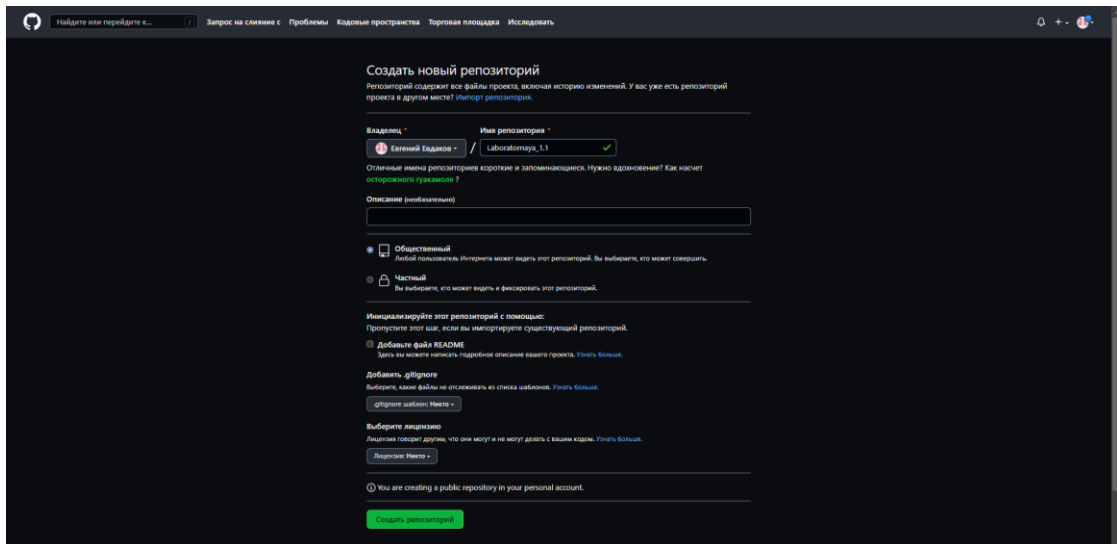 Найдите или перейдите к... / Запрос на слияние с Проблемы Кодовые пространства Торговая площадка Исследовать
Создать новый репозиторий
Репозиторий содержит все файлы проекта, включая историю изменений. У вас уже есть репозиторий
проекта в другом месте? Импорт репозитория.
Владелец * Имя репозитория *
Евгений Евдаков / Laboratornaya_1.1
Отличные имена репозиториев короткие и запоминающиеся. Нужно вдохновение? Как насчет
осторожного гуакамоле ?
Описание (необязательно)
Общественный
Любой пользователь Интернета может видеть этот репозиторий. Вы выбираете, кто может совершить.
Частный
Вы выбираете, кто может видеть и фиксировать этот репозиторий.
Инициализируйте этот репозиторий с помощью:
Пропустите этот шаг, если вы импортируете существующий репозиторий.
Добавьте файл README
Здесь вы можете написать подробное описание вашего проекта. Узнать больше.
Добавить .gitignore
Выберите, какие файлы не отслеживать из списка шаблонов. Узнать больше.
.gitignore шаблон: Никто
Выберите лицензию
Лицензия говорит другим, что они могут и не могут делать с вашим кодом. Узнать больше.
Лицензия: Никто
You are creating a public repository in your personal account.
Создать репозиторий